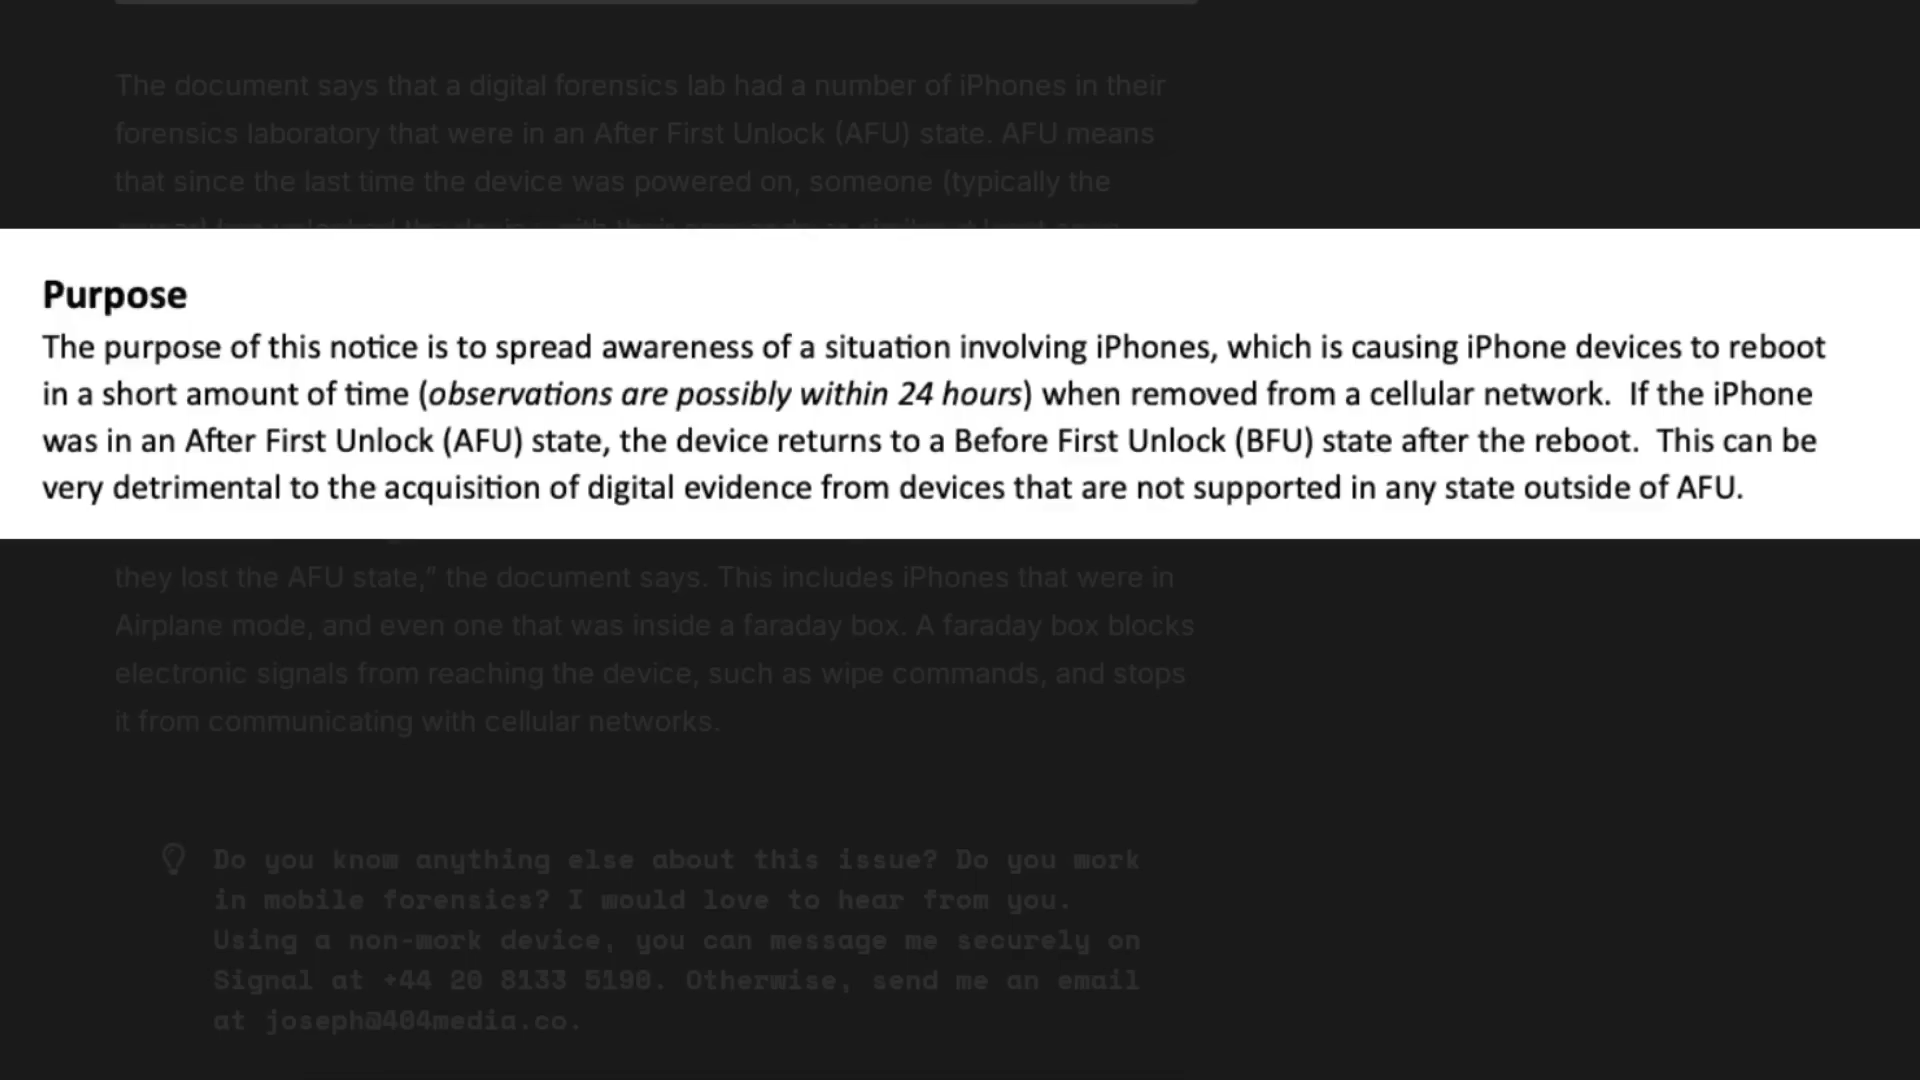 The document says that a digital forensics lab had a number of iPhones in their
forensics laboratory that were in an After First Unlock (AFU) state. AFU means
that since the last time the device was powered on, someone (typically the
Purpose
The purpose of this notice is to spread awareness of a situation involving iPhones, which is causing iPhone devices to reboot
in a short amount of time (observations are possibly within 24 hours) when removed from a cellular network.  If the iPhone
was in an After First Unlock (AFU) state, the device returns to a Before First Unlock (BFU) state after the reboot.  This can be
very detrimental to the acquisition of digital evidence from devices that are not supported in any state outside of AFU.
they lost the AFU state,” the document says. This includes iPhones that were in
Airplane mode, and even one that was inside a faraday box. A faraday box blocks
electronic signals from reaching the device, such as wipe commands, and stops
it from communicating with cellular networks.
Do you know anything else about this issue? Do you work
in mobile forensics? I would love to hear from you.
Using a non-work device, you can message me securely on
Signal at +44 20 8133 5190. Otherwise, send me an email
at joseph@404media.co.